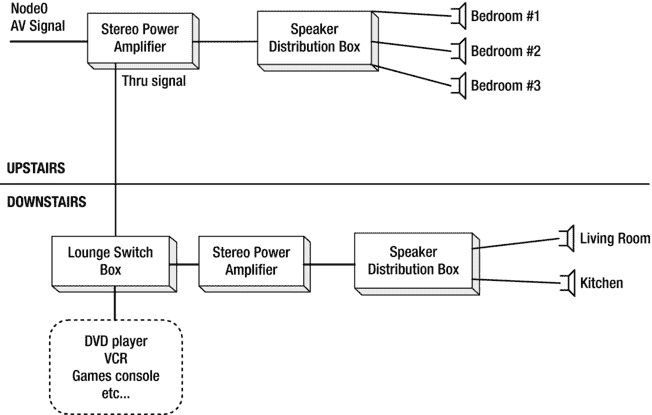 Node0
AV Signal
Stereo Power
Amplifier
Speaker
Distribution Box
Bedroom #1
Bedroom #2
Bedroom #3
Thru signal
UPSTAIRS
DOWNSTAIRS
Lounge Switch
Box
Stereo Power
Amplifier
Speaker
Distribution Box
Living Room
Kitchen
DVD player
VCR
Games console
etc...